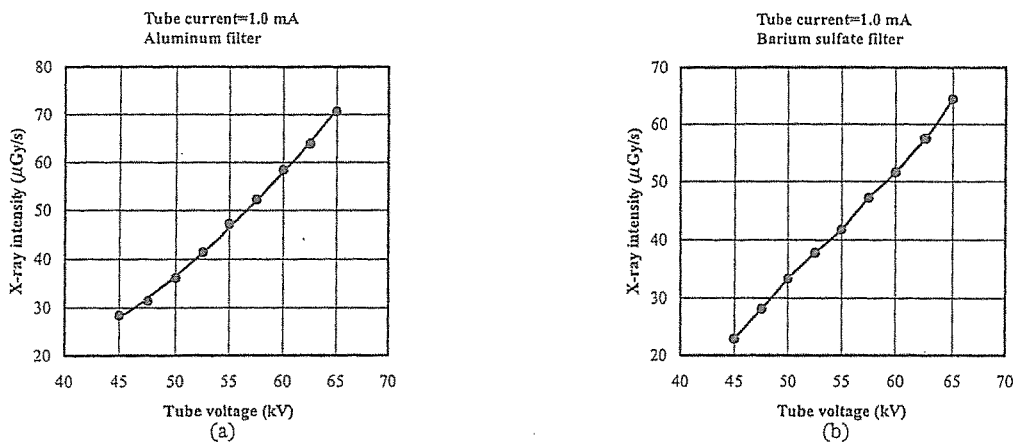 Tube current=1.0 mA
Aluminum filter
80
70
60
50
40
30
20
X-ray intensity (μGy/s)
40 45 50 55 60 65 70
Tube voltage (kV)
(a)
Tube current=1.0 mA
Barium sulfate filter
70
60
50
40
30
20
X-ray intensity (μGy/s)
40 45 50 55 60 65 70
Tube voltage (kV)
(b)